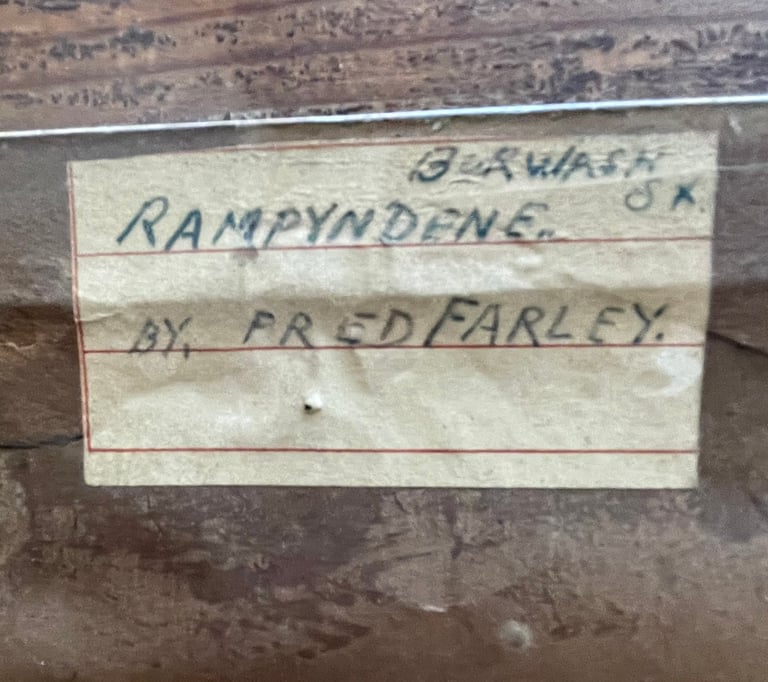 BURWASH
SX.
RAMPYNDENE.
BY, FRED FARLEY.